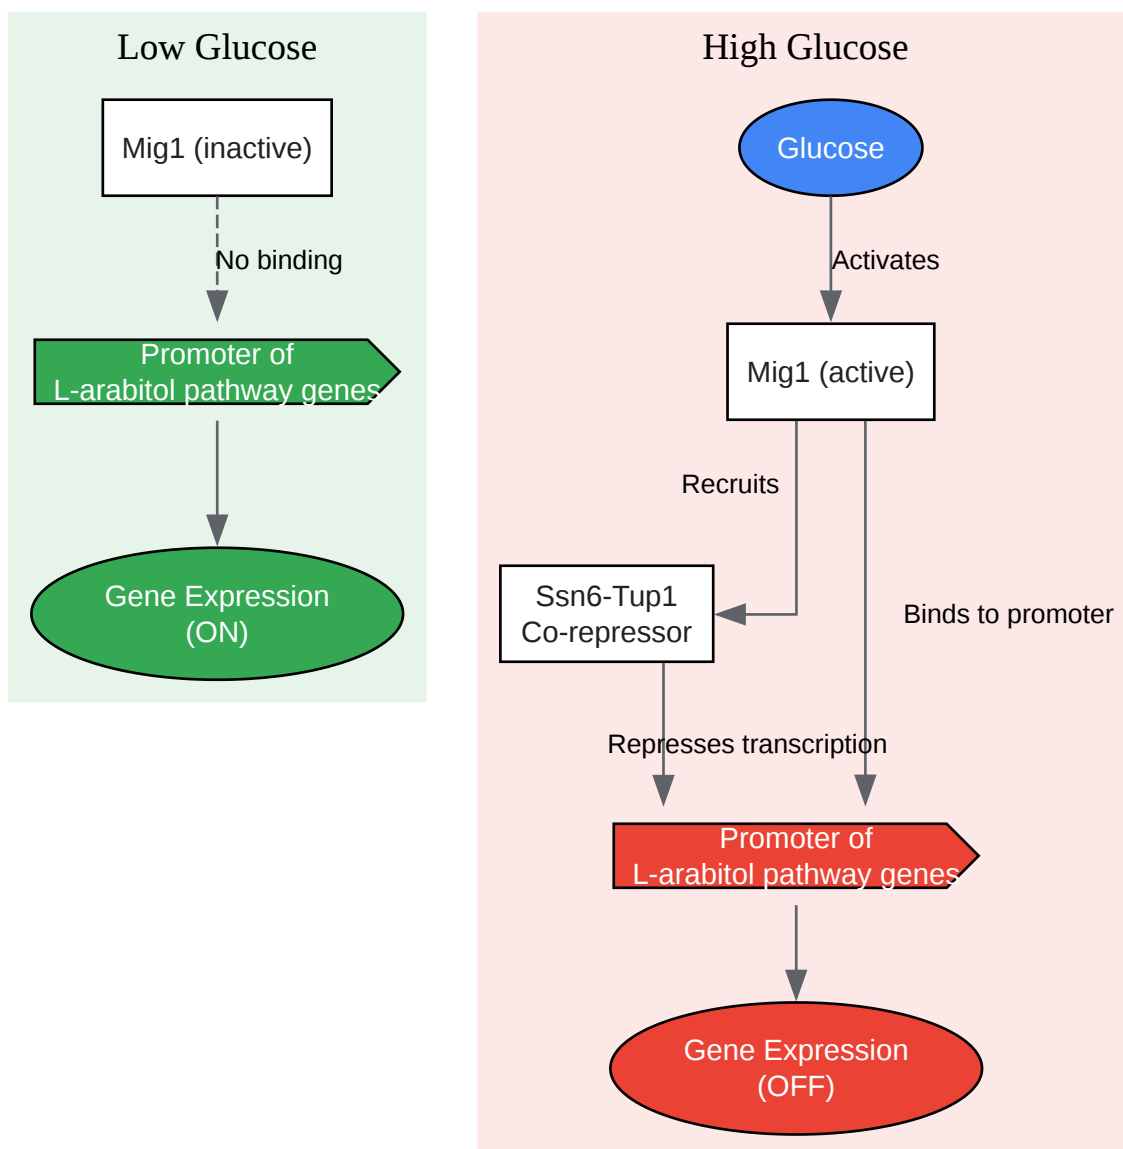 Low Glucose
Mig1 (inactive)
No binding
Promoter of
L-arabitol pathway genes
Gene Expression
(ON)
High Glucose
Glucose
Activates
Mig1 (active)
Recruits
Ssn6-Tup1
Co-repressor
Binds to promoter
Represses transcription
Promoter of
L-arabitol pathway genes
Gene Expression
(OFF)